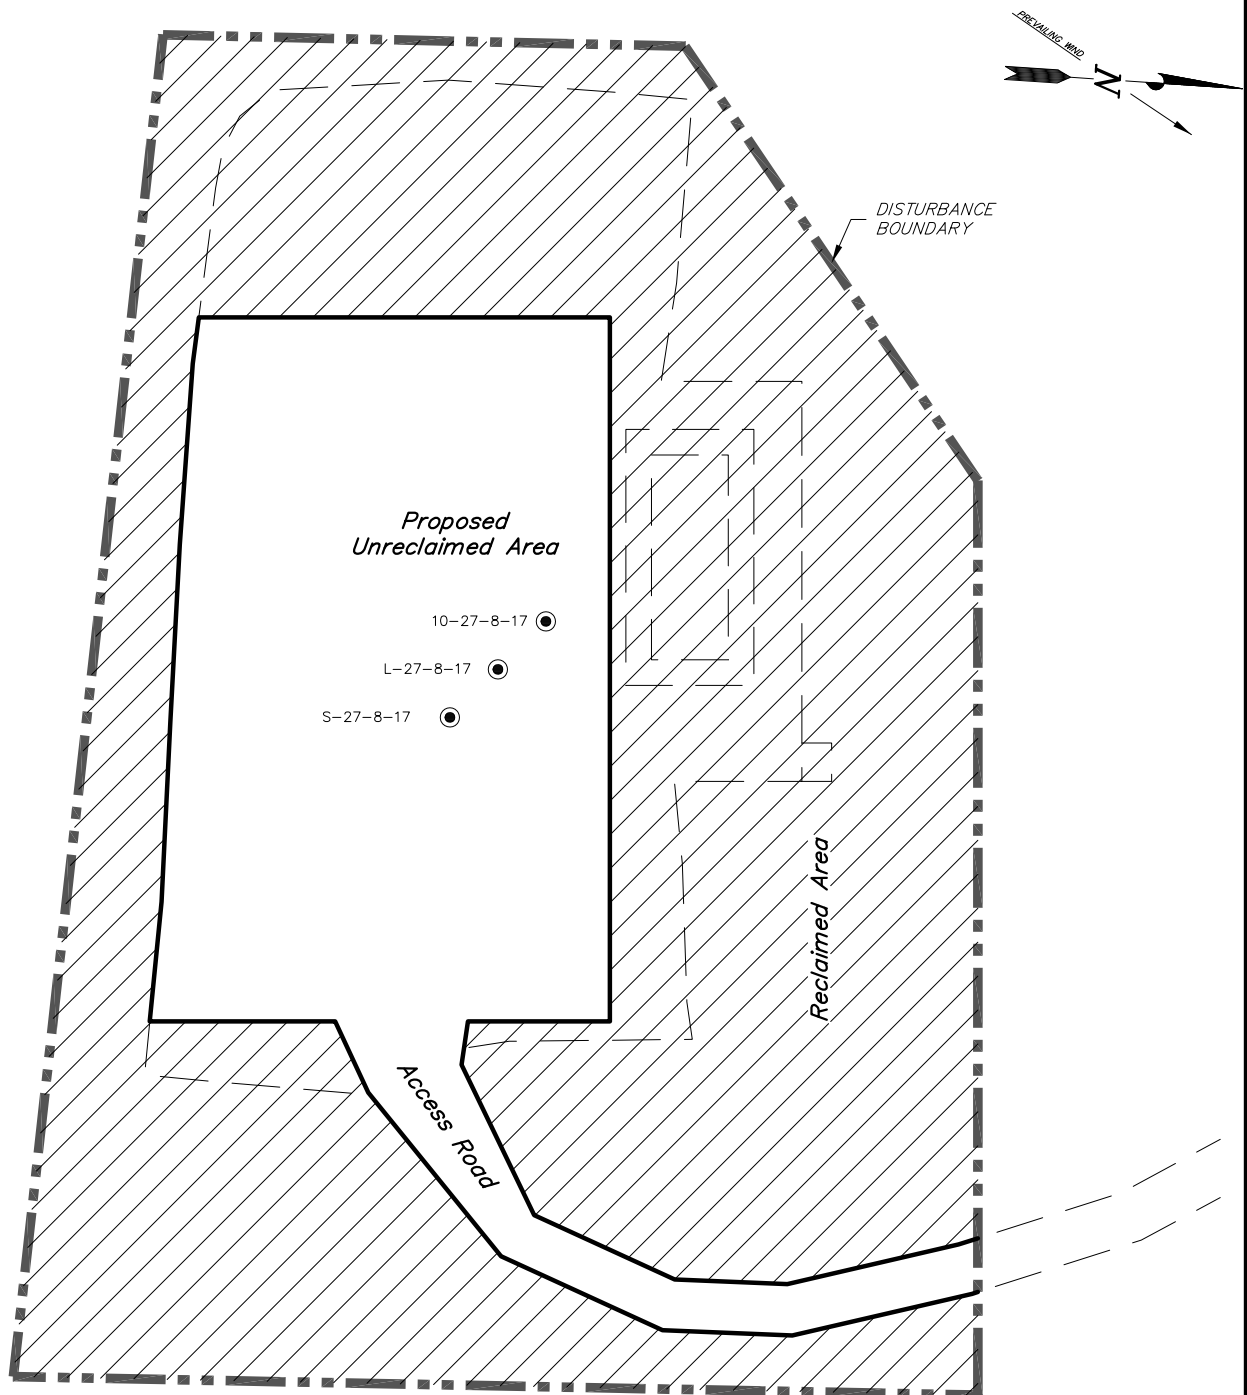 PREVAILING WIND
N
DISTURBANCE
BOUNDARY
Proposed
Unreclaimed Area
10-27-8-17
L-27-8-17
S-27-8-17
Reclaimed Area
Access Road